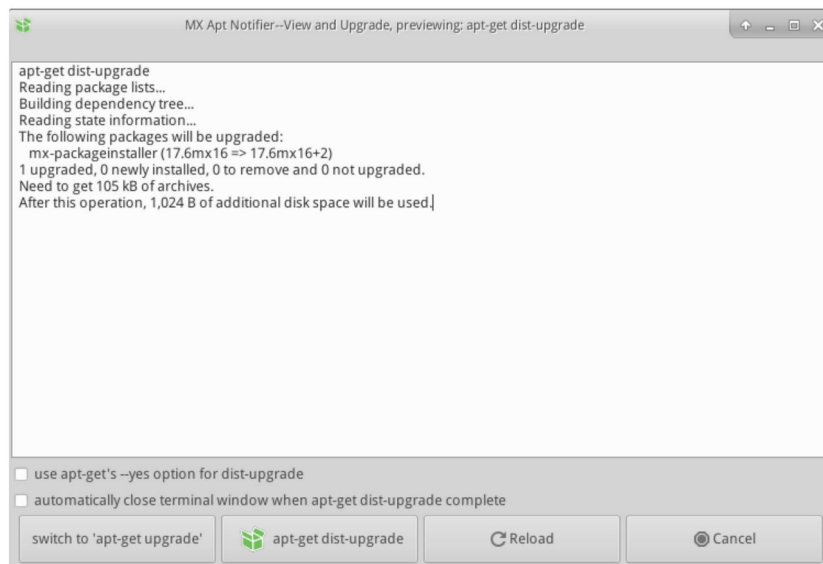 MX Apt Notifier--View and Upgrade, previewing: apt-get dist-upgrade
apt-get dist-upgrade
Reading package lists...
Building dependency tree...
Reading state information...
The following packages will be upgraded:
mx-packageinstaller (17.6mx16 => 17.6mx16+2)
1 upgraded, 0 newly installed, 0 to remove and 0 not upgraded.
Need to get 105 kB of archives.
After this operation, 1,024 B of additional disk space will be used.
use apt-get's --yes option for dist-upgrade
automatically close terminal window when apt-get dist-upgrade complete
switch to 'apt-get upgrade' apt-get dist-upgrade Reload Cancel